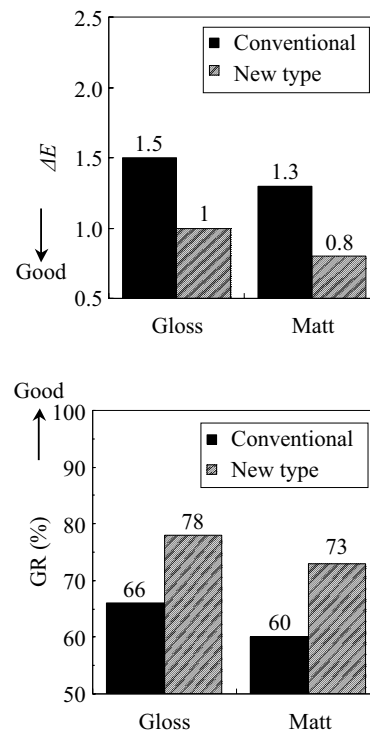 2.5
Conventional
New type
2.0
ΔE
1.5
1.5
1.3
1
1.0
0.8
Good
0.5
Gloss Matt
Good
100
Conventional
New type
90
GR (%)
80
78
73
70
66
60
60
50
Gloss Matt